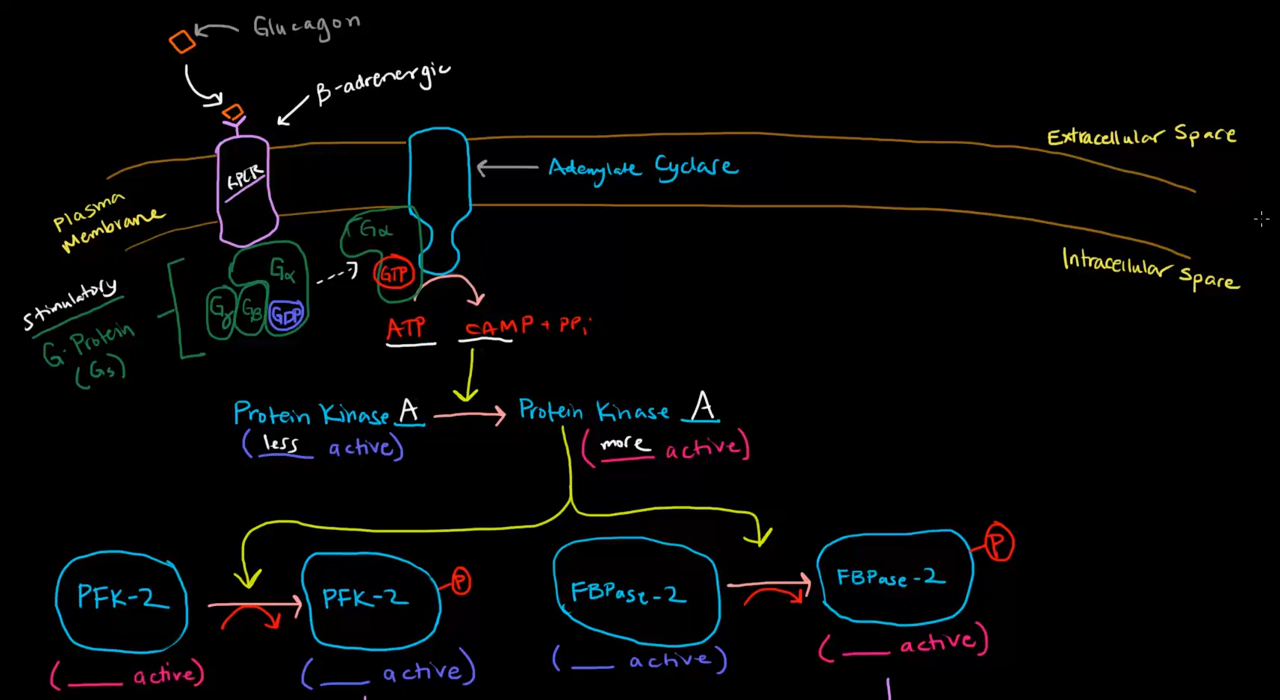 Glucagon
β-adrenergic
Extracellular Space
GPCR
Adenylate Cyclase
Plasma
Membrane
Gα
Intracellular Space
Gα
GTP
Stimulatory
Gγ
Gβ
GDP
G-Protein
(Gs)
ATP
cAMP + PPi
Protein Kinase A
Protein Kinase A
(less active)
(more active)
PFK-2
PFK-2
P
FBPase-2
FBPase-2
P
(___ active)
(___ active)
(___ active)
(___ active)